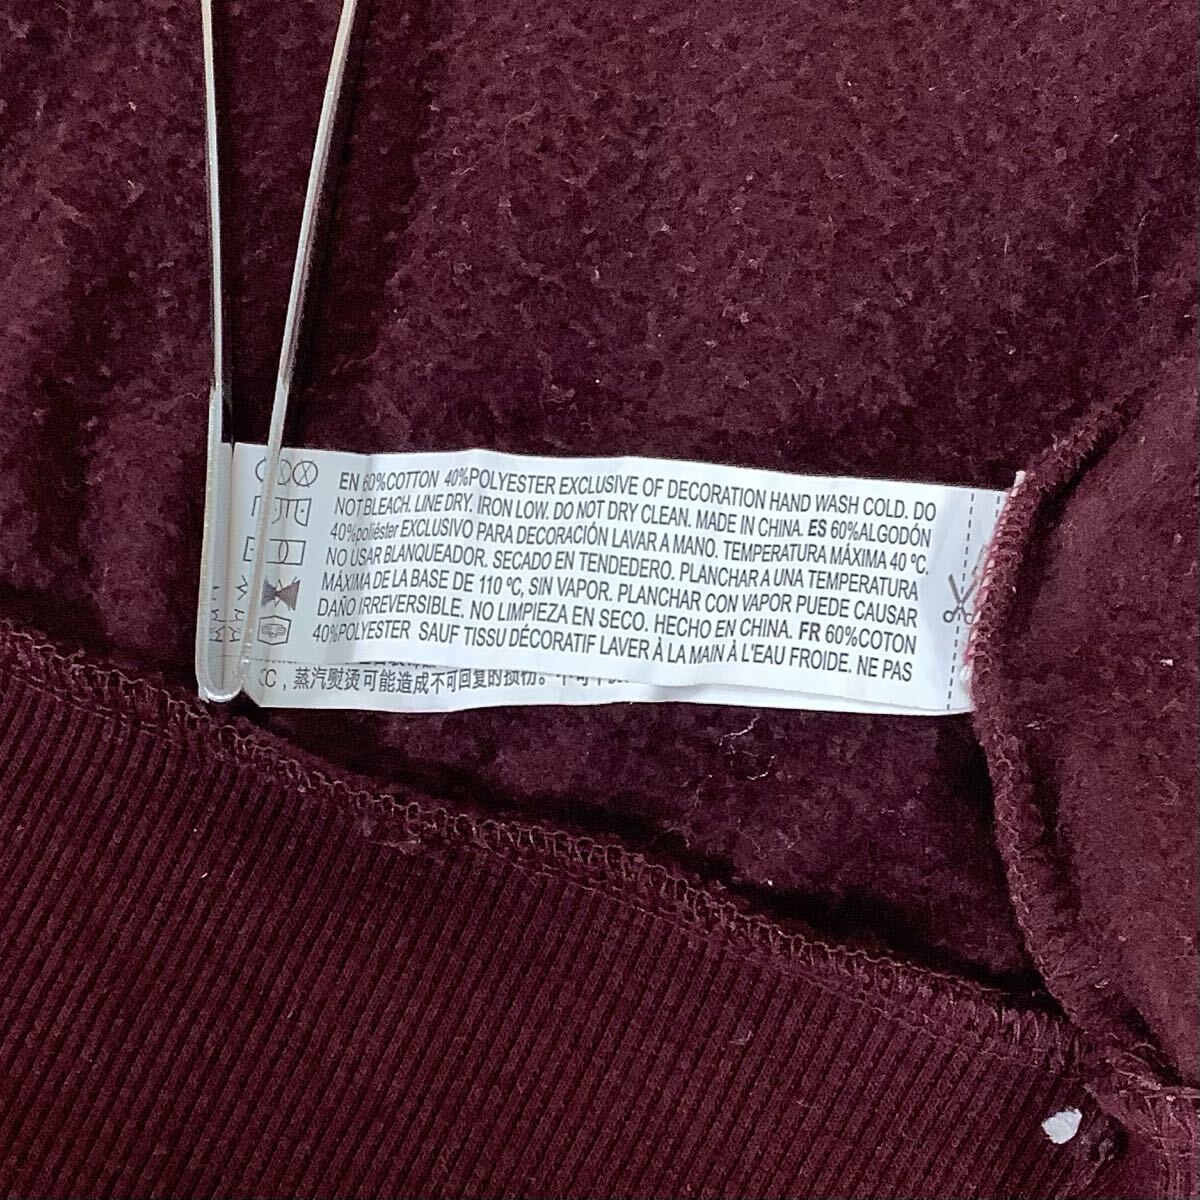 EN 60%COTTON 40%POLYESTER EXCLUSIVE OF DECORATION HAND WASH COLD. DO
NOT BLEACH. LINE DRY. IRON LOW. DO NOT DRY CLEAN. MADE IN CHINA. ES 60%ALGODÓN
40%poliéster EXCLUSIVO PARA DECORACIÓN LAVAR A MANO. TEMPERATURA MÁXIMA 40 ºC.
NO USAR BLANQUEADOR. SECADO EN TENDEDERO. PLANCHAR A UNA TEMPERATURA
MÁXIMA DE LA BASE DE 110 ºC, SIN VAPOR. PLANCHAR CON VAPOR PUEDE CAUSAR
DAÑO IRREVERSIBLE. NO LIMPIEZA EN SECO. HECHO EN CHINA. FR 60%COTON
40%POLYESTER SAUF TISSU DÉCORATIF LAVER À LA MAIN À L'EAU FROIDE. NE PAS
，蒸汽熨烫可能造成不可回复的损伤。不可